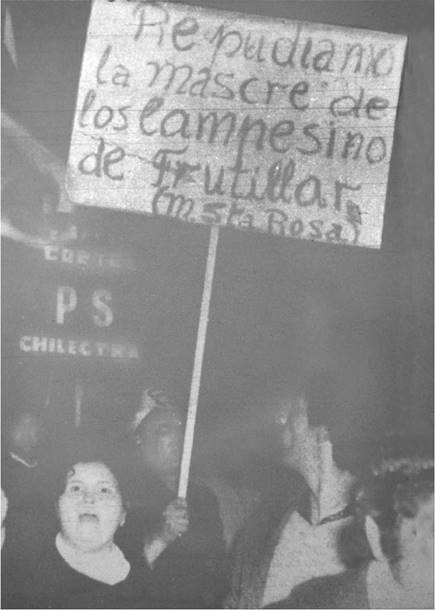 Repudiamo
la mascre de
los Campesino
de Frutillar
(m. Sta Rosa)
PS
CHILECTRA